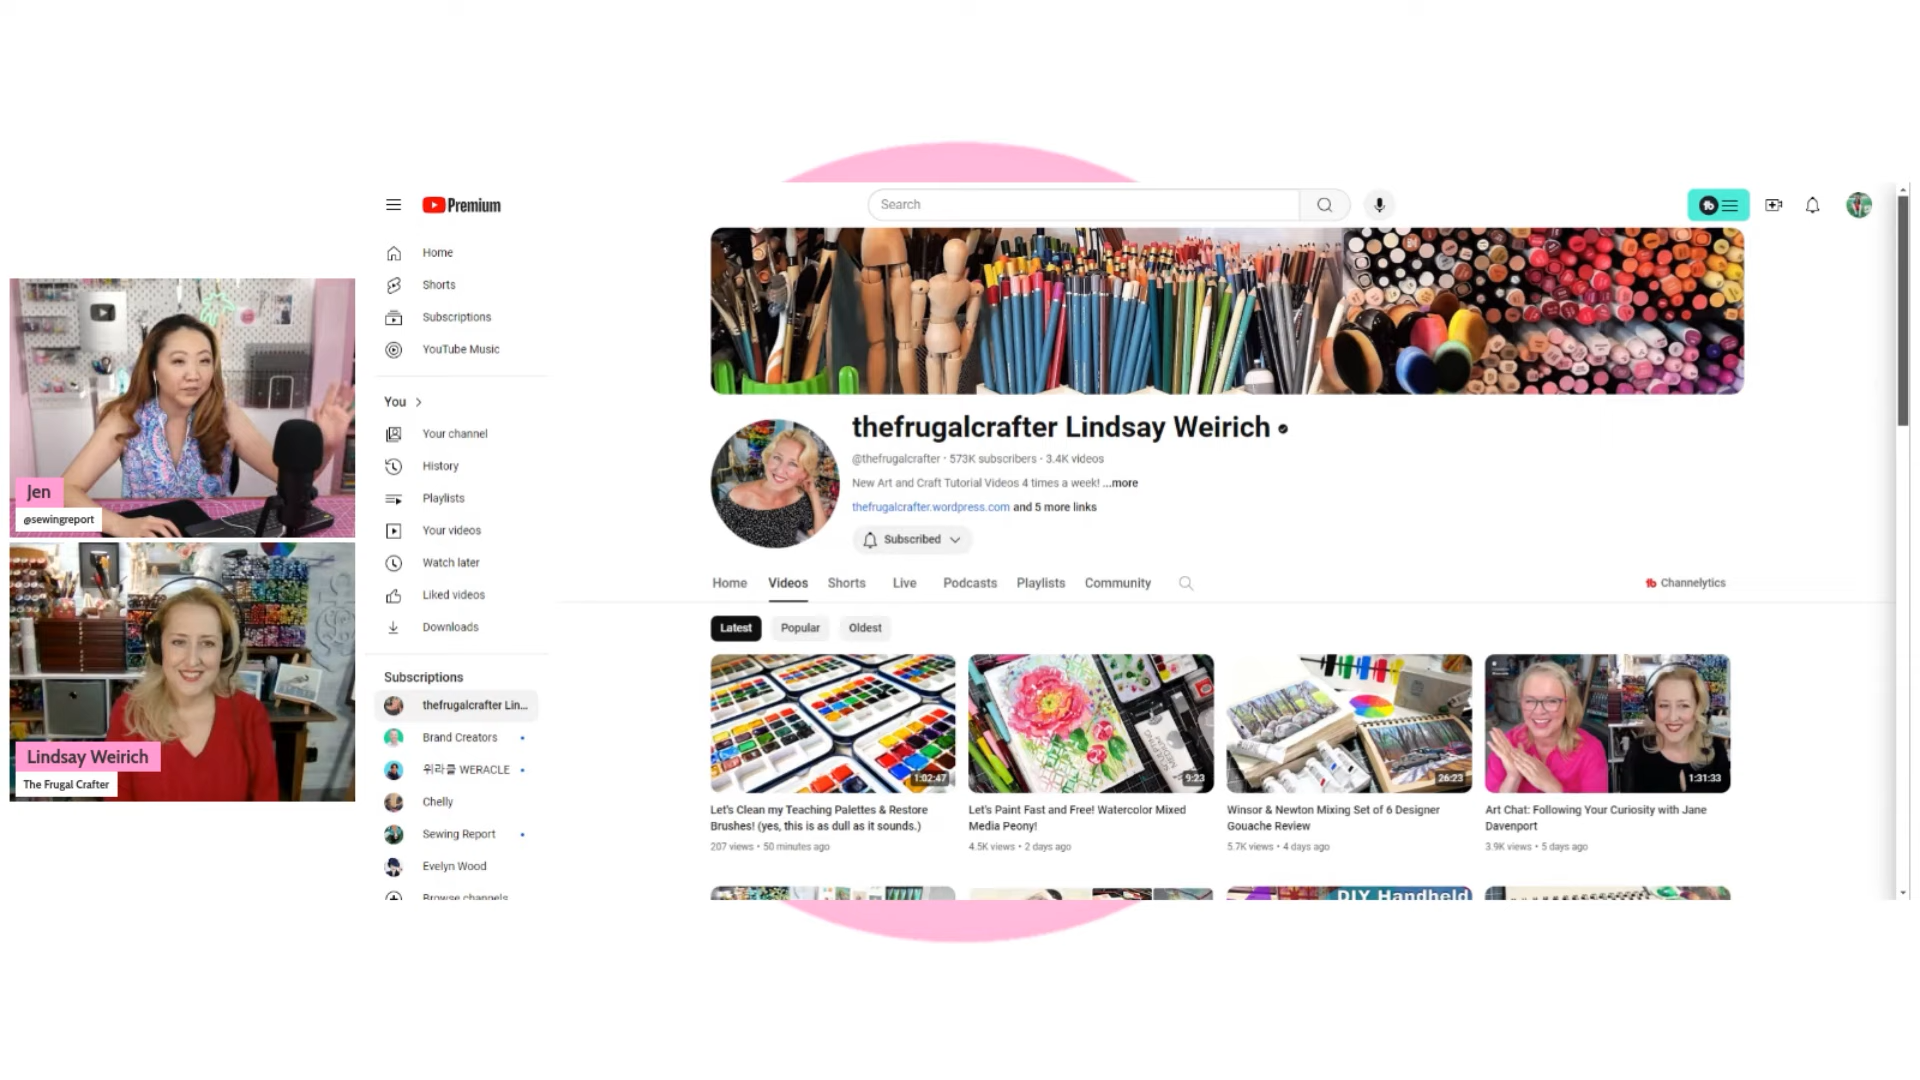 Premium
Search
Home
Shorts
Subscriptions
YouTube Music
You
Your channel
History
Playlists
Your videos
Watch later
Liked videos
Downloads
Subscriptions
thefrugalcrafter Lin...
Brand Creators
위라클 WERACLE
Chelly
Sewing Report
Evelyn Wood
Browse channels
Jen
@sewingreport
Lindsay Weirich
The Frugal Crafter
thefrugalcrafter Lindsay Weirich
@thefrugalcrafter · 573K subscribers · 3.4K videos
New Art and Craft Tutorial Videos 4 times a week! ...more
thefrugalcrafter.wordpress.com and 5 more links
Subscribed
Home Videos Shorts Live Podcasts Playlists Community
Channelytics
Latest Popular Oldest
1:02:47
Let's Clean my Teaching Palettes & Restore
Brushes! (yes, this is as dull as it sounds.)
207 views · 50 minutes ago
9:23
Let's Paint Fast and Free! Watercolor Mixed
Media Peony!
4.5K views · 2 days ago
26:23
Winsor & Newton Mixing Set of 6 Designer
Gouache Review
5.7K views · 4 days ago
1:31:33
Art Chat: Following Your Curiosity with Jane
Davenport
3.9K views · 5 days ago
DIY Handheld